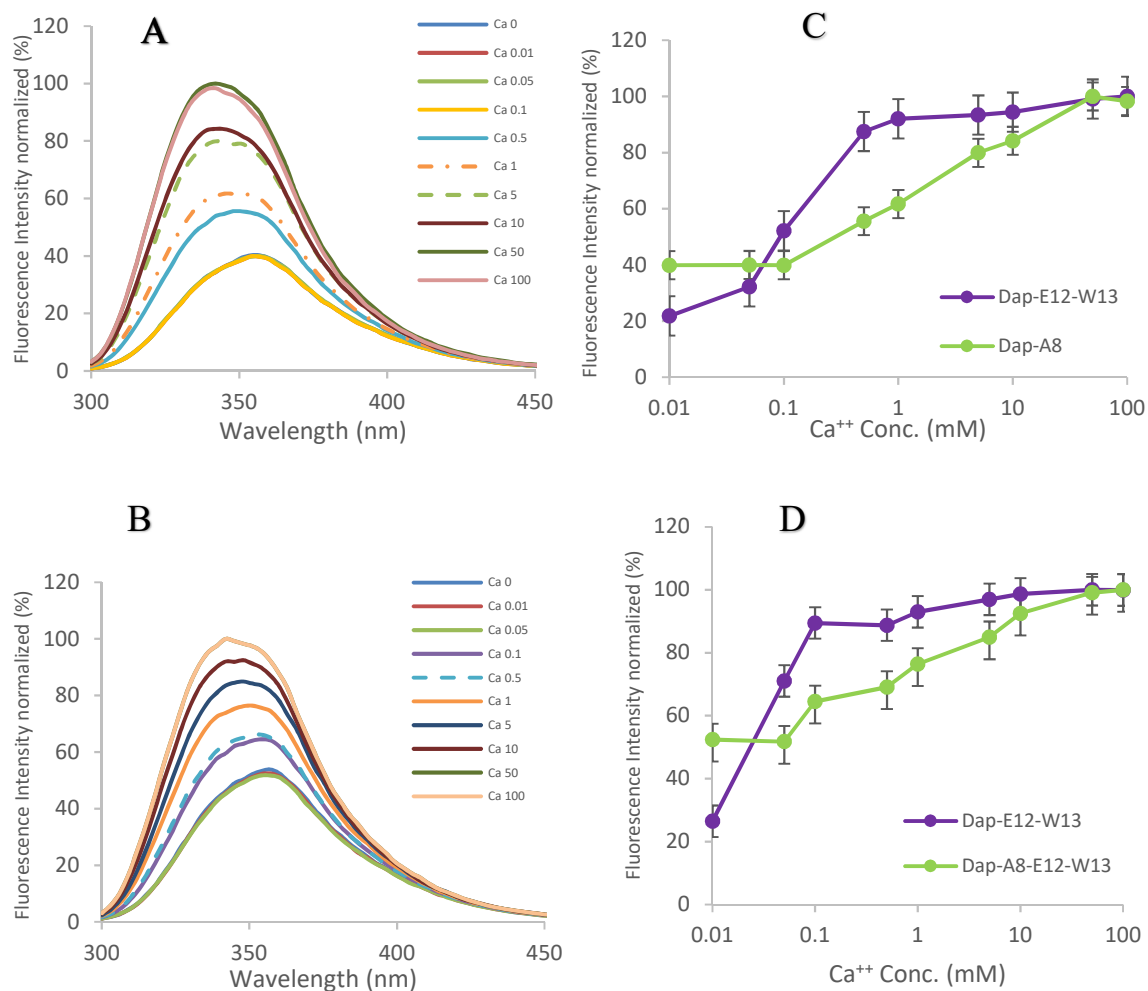 A
Fluorescence Intensity normalized (%)
120
100
80
60
40
20
0
300
350
400
450
Wavelength (nm)
Ca 0
Ca 0.01
Ca 0.05
Ca 0.1
Ca 0.5
Ca 1
Ca 5
Ca 10
Ca 50
Ca 100
C
Fluorescence Intensity normalized (%)
120
100
80
60
40
20
0
0.01
0.1
1
10
100
Ca++ Conc. (mM)
Dap-E12-W13
Dap-A8
B
Fluorescence Intensity normalized (%)
120
100
80
60
40
20
0
300
350
400
450
Wavelength (nm)
Ca 0
Ca 0.01
Ca 0.05
Ca 0.1
Ca 0.5
Ca 1
Ca 5
Ca 10
Ca 50
Ca 100
D
Fluorescence Intensity normalized (%)
120
100
80
60
40
20
0
0.01
0.1
1
10
100
Ca++ Conc. (mM)
Dap-E12-W13
Dap-A8-E12-W13